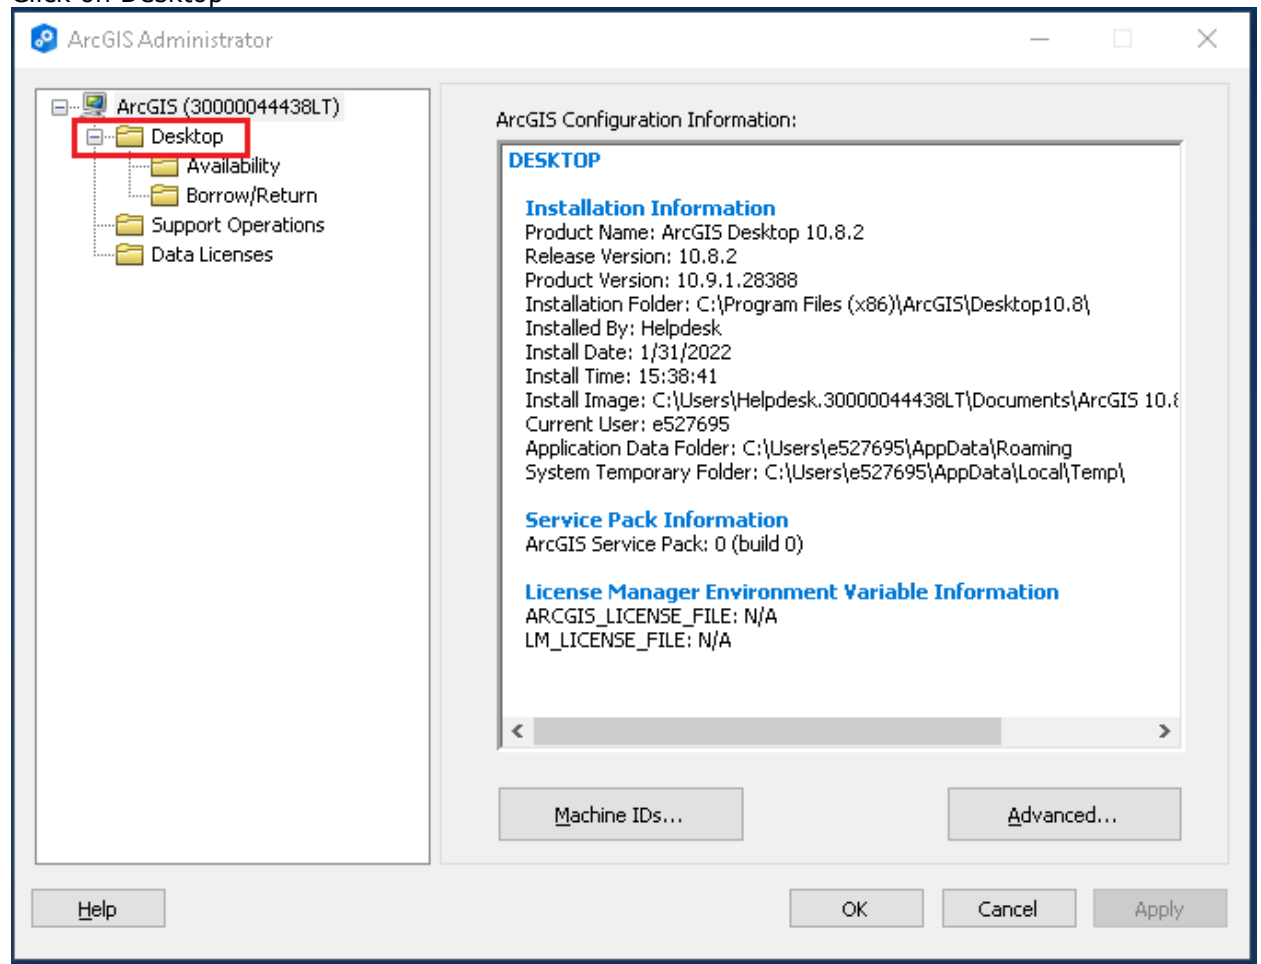 Click on Desktop
ArcGIS Administrator
ArcGIS (30000044438LT)
Desktop
Availability
Borrow/Return
Support Operations
Data Licenses
ArcGIS Configuration Information:
DESKTOP
Installation Information
Product Name: ArcGIS Desktop 10.8.2
Release Version: 10.8.2
Product Version: 10.9.1.28388
Installation Folder: C:\Program Files (x86)\ArcGIS\Desktop10.8\
Installed By: Helpdesk
Install Date: 1/31/2022
Install Time: 15:38:41
Install Image: C:\Users\Helpdesk.30000044438LT\Documents\ArcGIS 10.8
Current User: e527695
Application Data Folder: C:\Users\e527695\AppData\Roaming
System Temporary Folder: C:\Users\e527695\AppData\Local\Temp\
Service Pack Information
ArcGIS Service Pack: 0 (build 0)
License Manager Environment Variable Information
ARCGIS_LICENSE_FILE: N/A
LM_LICENSE_FILE: N/A
Machine IDs...
Advanced...
Help
OK
Cancel
Apply